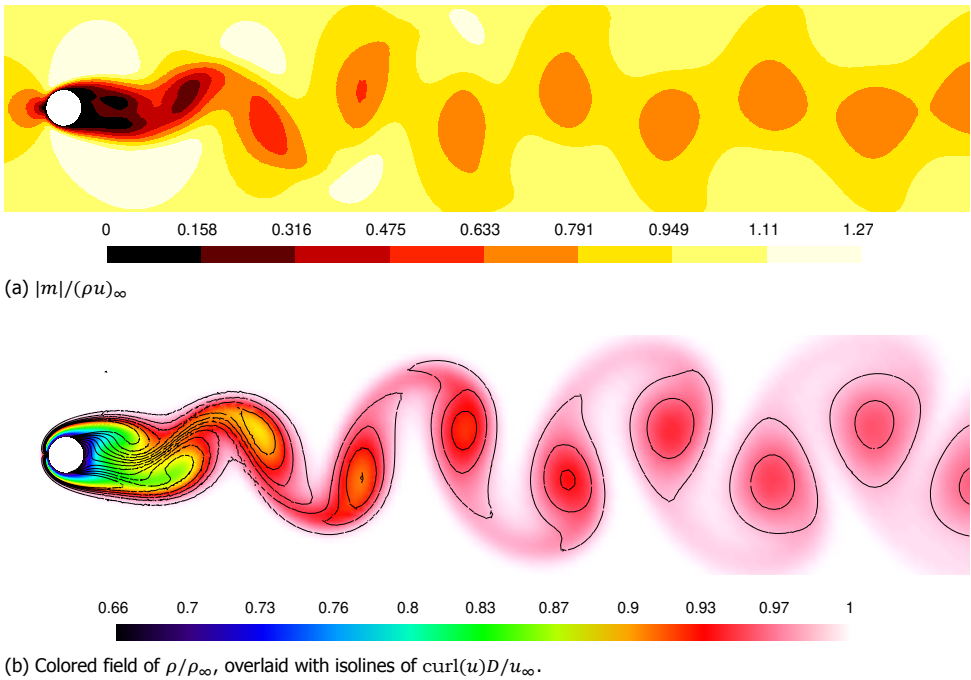 0 0.158 0.316 0.475 0.633 0.791 0.949 1.11 1.27
(a) |m|/(ρu)∞
0.66 0.7 0.73 0.76 0.8 0.83 0.87 0.9 0.93 0.97 1
(b) Colored field of ρ/ρ∞, overlaid with isolines of curl(u)D/u∞.